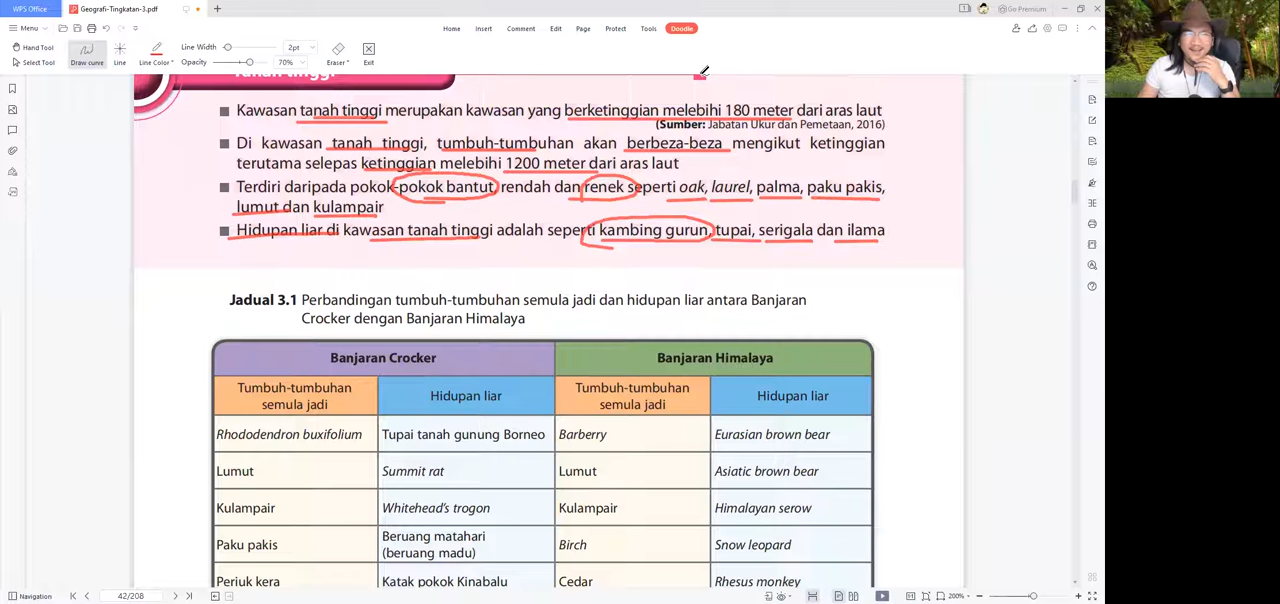 WPS Office
Geografi-Tingkatan-3.pdf
Go Premium
Menu
Home
Insert
Comment
Edit
Page
Protect
Tools
Doodle
Hand Tool
Select Tool
Draw curve
Line
Line Color
Line Width
2pt
Opacity
70%
Eraser
Exit
Tanah tinggi
Kawasan tanah tinggi merupakan kawasan yang berketinggian melebihi 180 meter dari aras laut
(Sumber: Jabatan Ukur dan Pemetaan, 2016)
Di kawasan tanah tinggi, tumbuh-tumbuhan akan berbeza-beza mengikut ketinggian
terutama selepas ketinggian melebihi 1200 meter dari aras laut
Terdiri daripada pokok-pokok bantut, rendah dan renek seperti oak, laurel, palma, paku pakis,
lumut dan kulampair
Hidupan liar di kawasan tanah tinggi adalah seperti kambing gurun, tupai, serigala dan ilama
Jadual 3.1 Perbandingan tumbuh-tumbuhan semula jadi dan hidupan liar antara Banjaran
Crocker dengan Banjaran Himalaya
Banjaran Crocker
Banjaran Himalaya
Tumbuh-tumbuhan
semula jadi
Hidupan liar
Tumbuh-tumbuhan
semula jadi
Hidupan liar
Rhododendron buxifolium
Tupai tanah gunung Borneo
Barberry
Eurasian brown bear
Lumut
Summit rat
Lumut
Asiatic brown bear
Kulampair
Whitehead's trogon
Kulampair
Himalayan serow
Paku pakis
Beruang matahari
(beruang madu)
Birch
Snow leopard
Periuk kera
Katak pokok Kinabalu
Cedar
Rhesus monkey
Navigation
42/208
200%